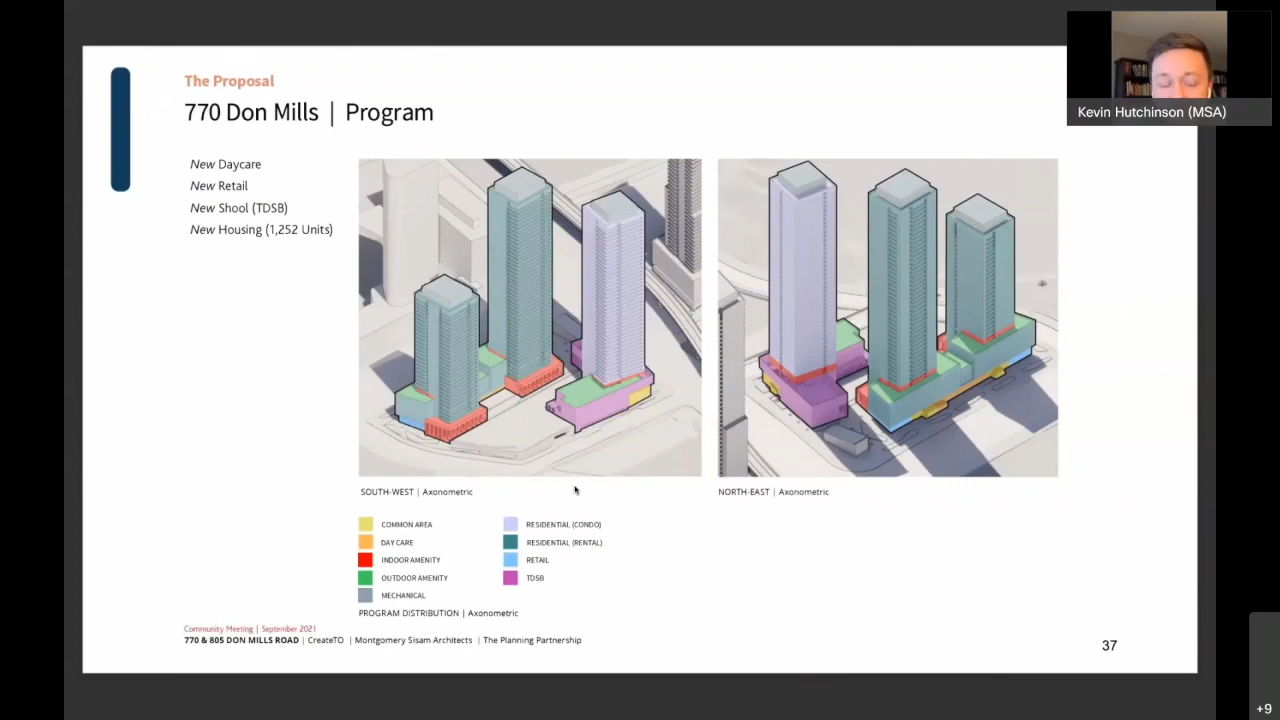 The Proposal
770 Don Mills | Program
New Daycare
New Retail
New Shool (TDSB)
New Housing (1,252 Units)
Kevin Hutchinson (MSA)
SOUTH-WEST | Axonometric
NORTH-EAST | Axonometric
COMMON AREA
DAY CARE
INDOOR AMENITY
OUTDOOR AMENITY
MECHANICAL
RESIDENTIAL (CONDO)
RESIDENTIAL (RENTAL)
RETAIL
TDSB
PROGRAM DISTRIBUTION | Axonometric
Community Meeting | September 2021
770 & 805 DON MILLS ROAD | CreateTO | Montgomery Sisam Architects | The Planning Partnership
37
+9